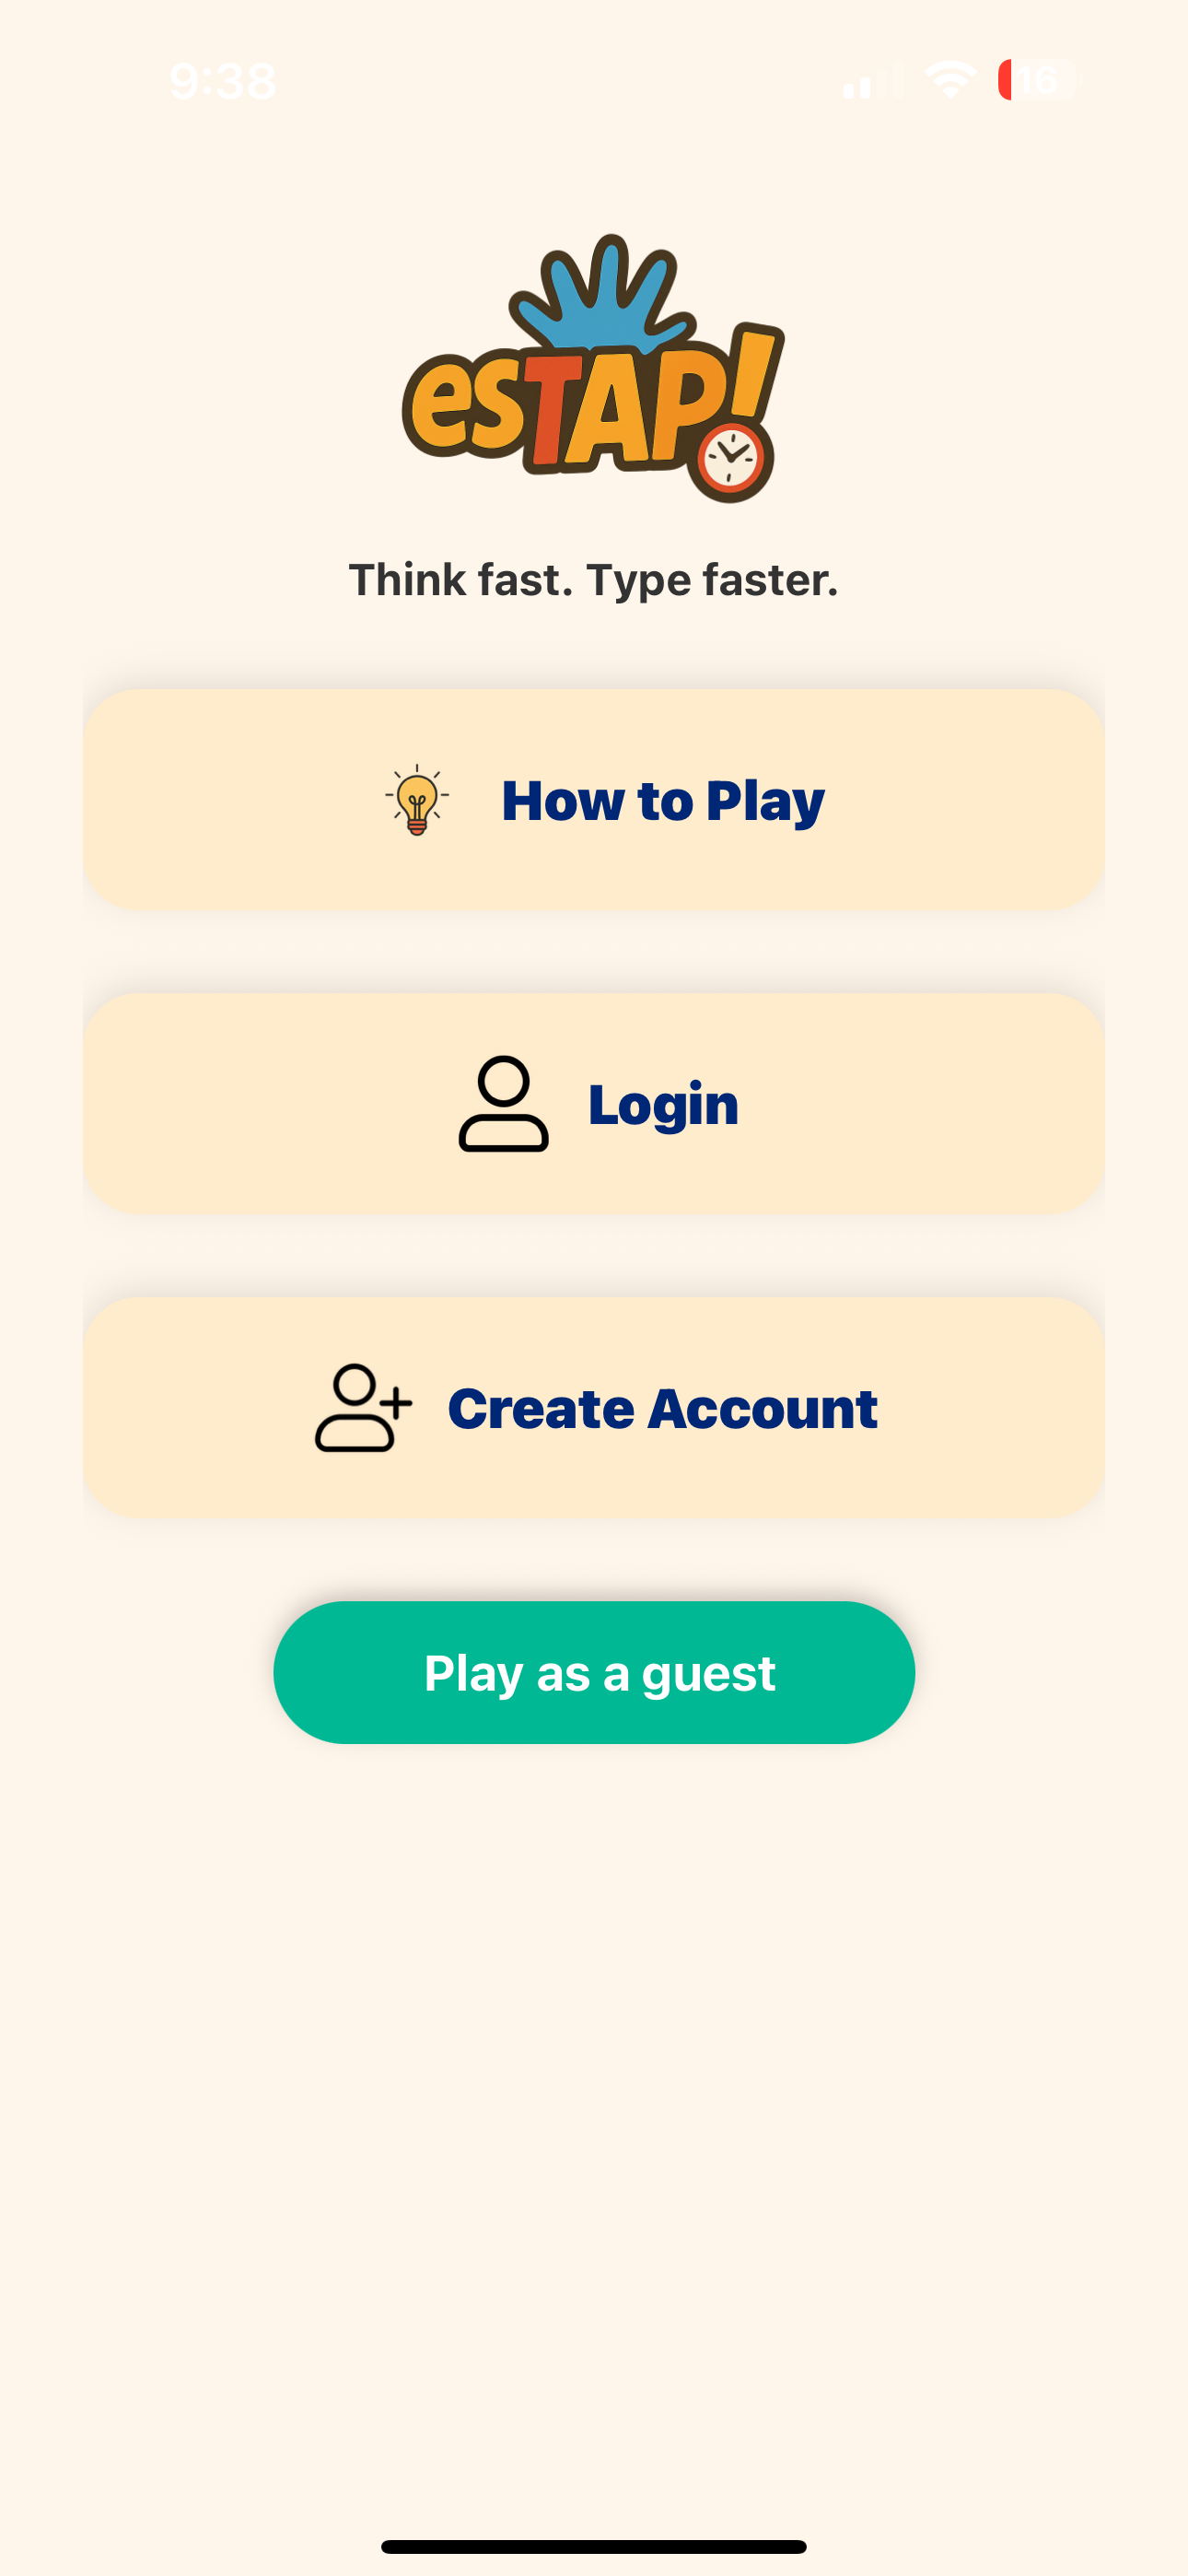 9:38
16
esTAP!
Think fast. Type faster.
How to Play
Login
Create Account
Play as a guest